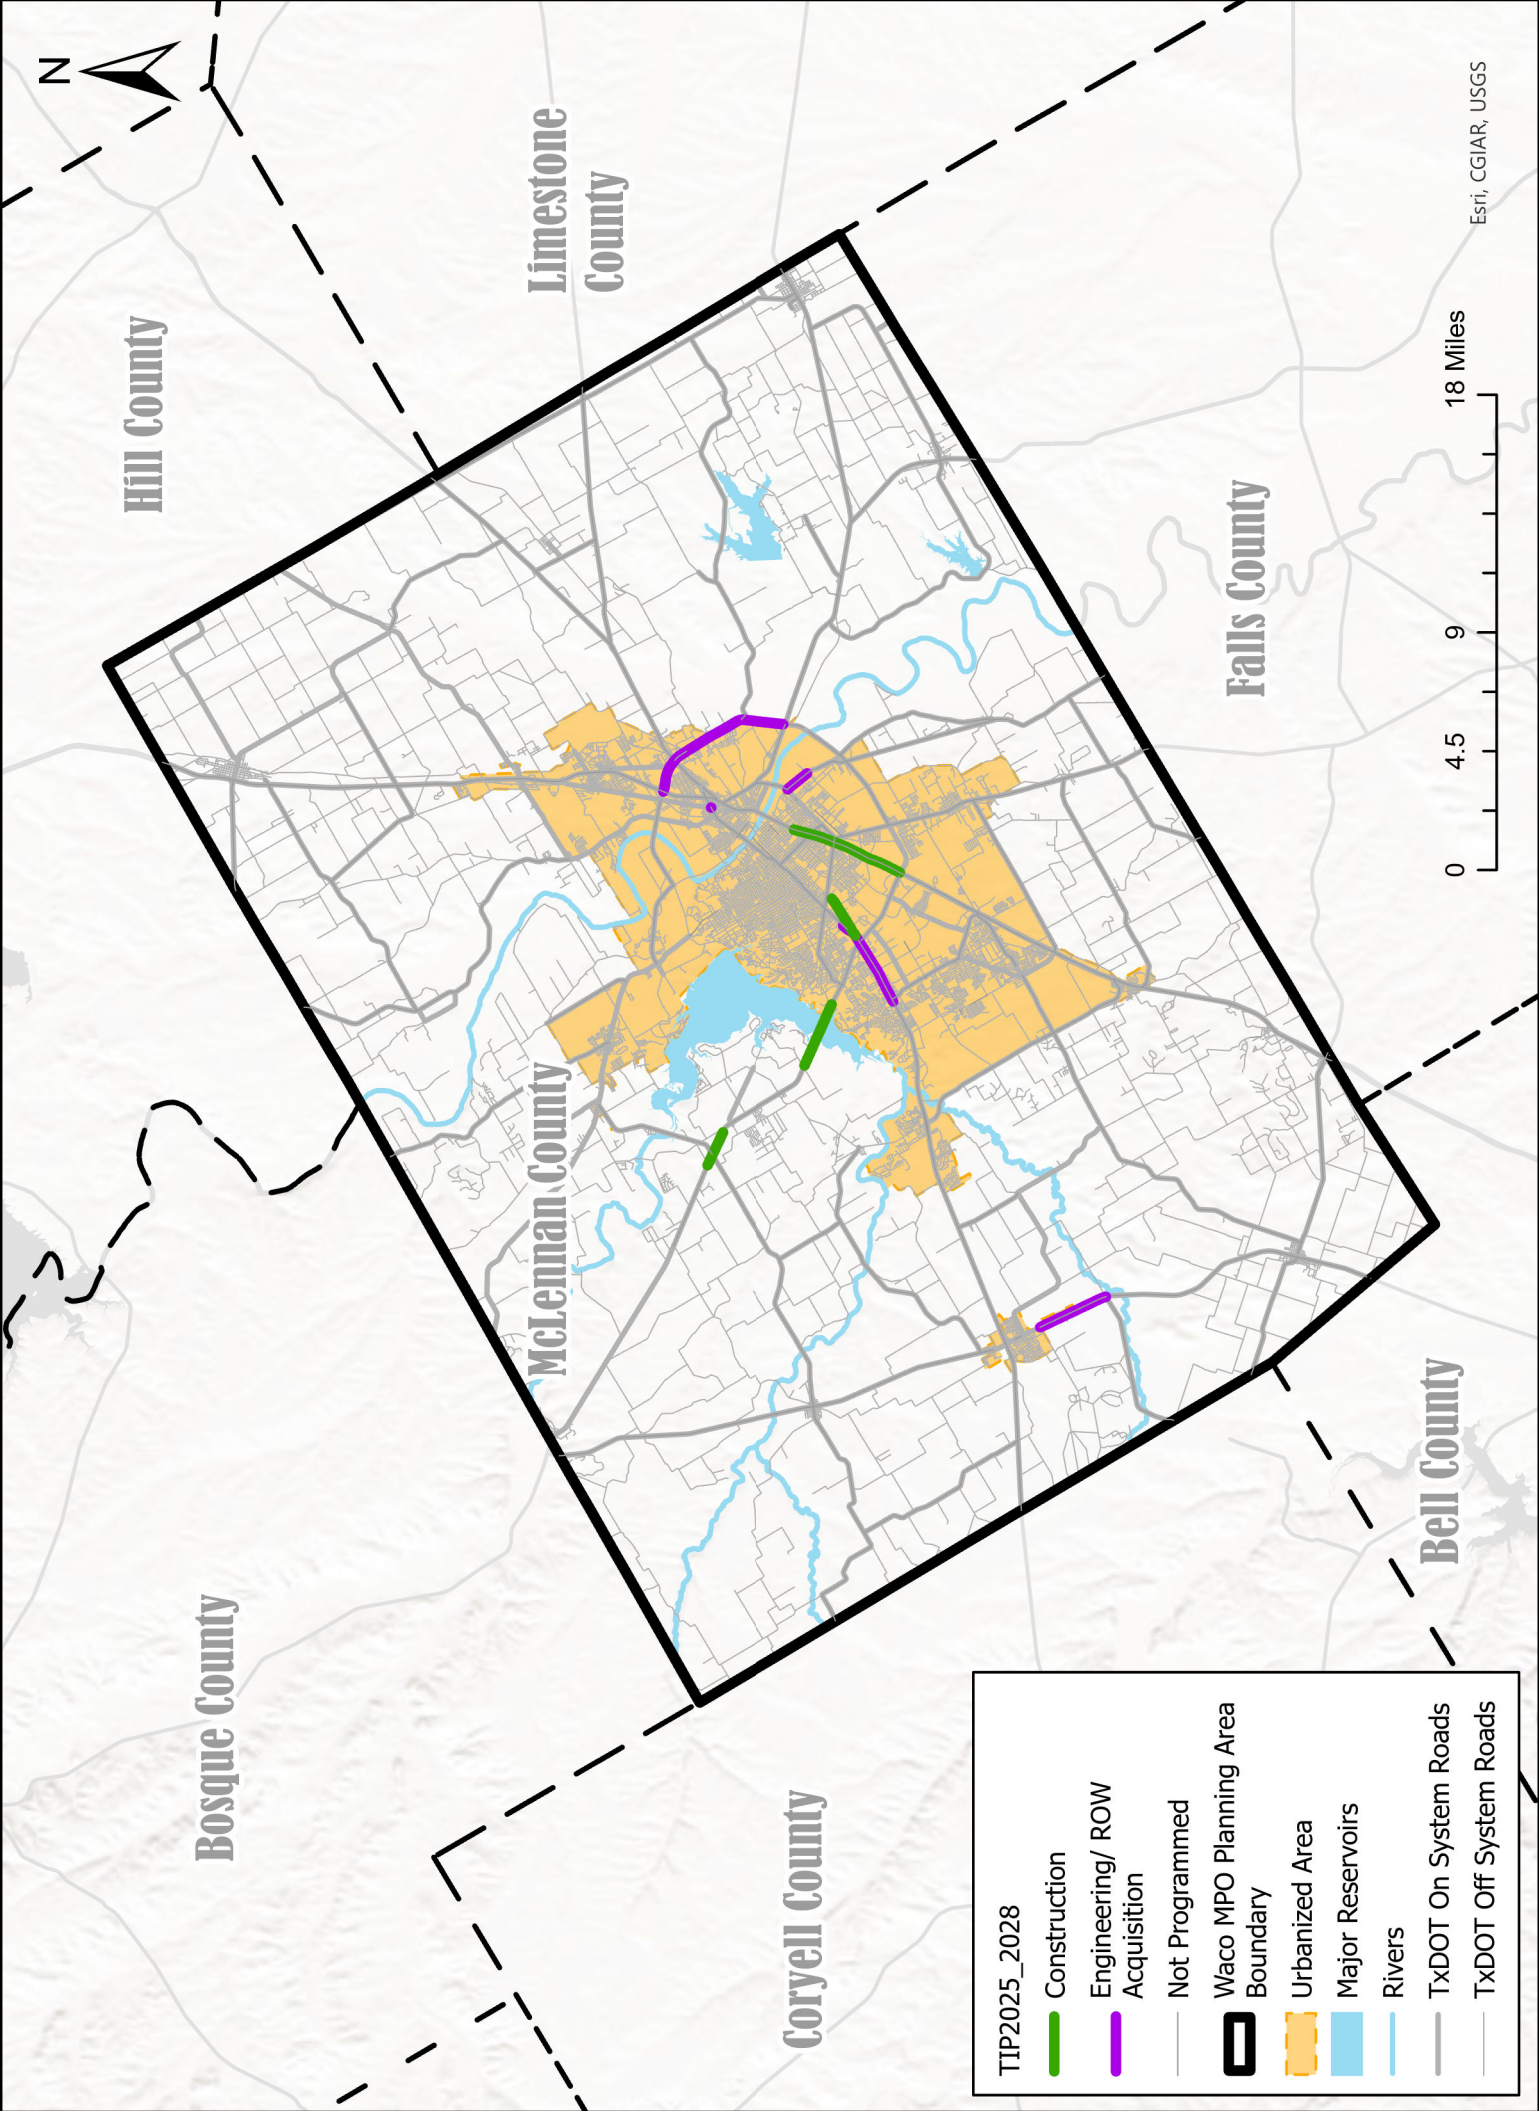 N
Hill County
Limestone
County
Bosque County
McLennan County
Coryell County
Falls County
Bell County
TIP2025_2028
Construction
Engineering/ ROW
Acquisition
Not Programmed
Waco MPO Planning Area
Boundary
Urbanized Area
Major Reservoirs
Rivers
TxDOT On System Roads
TxDOT Off System Roads
0 4.5 9 18 Miles
Esri, CGIAR, USGS